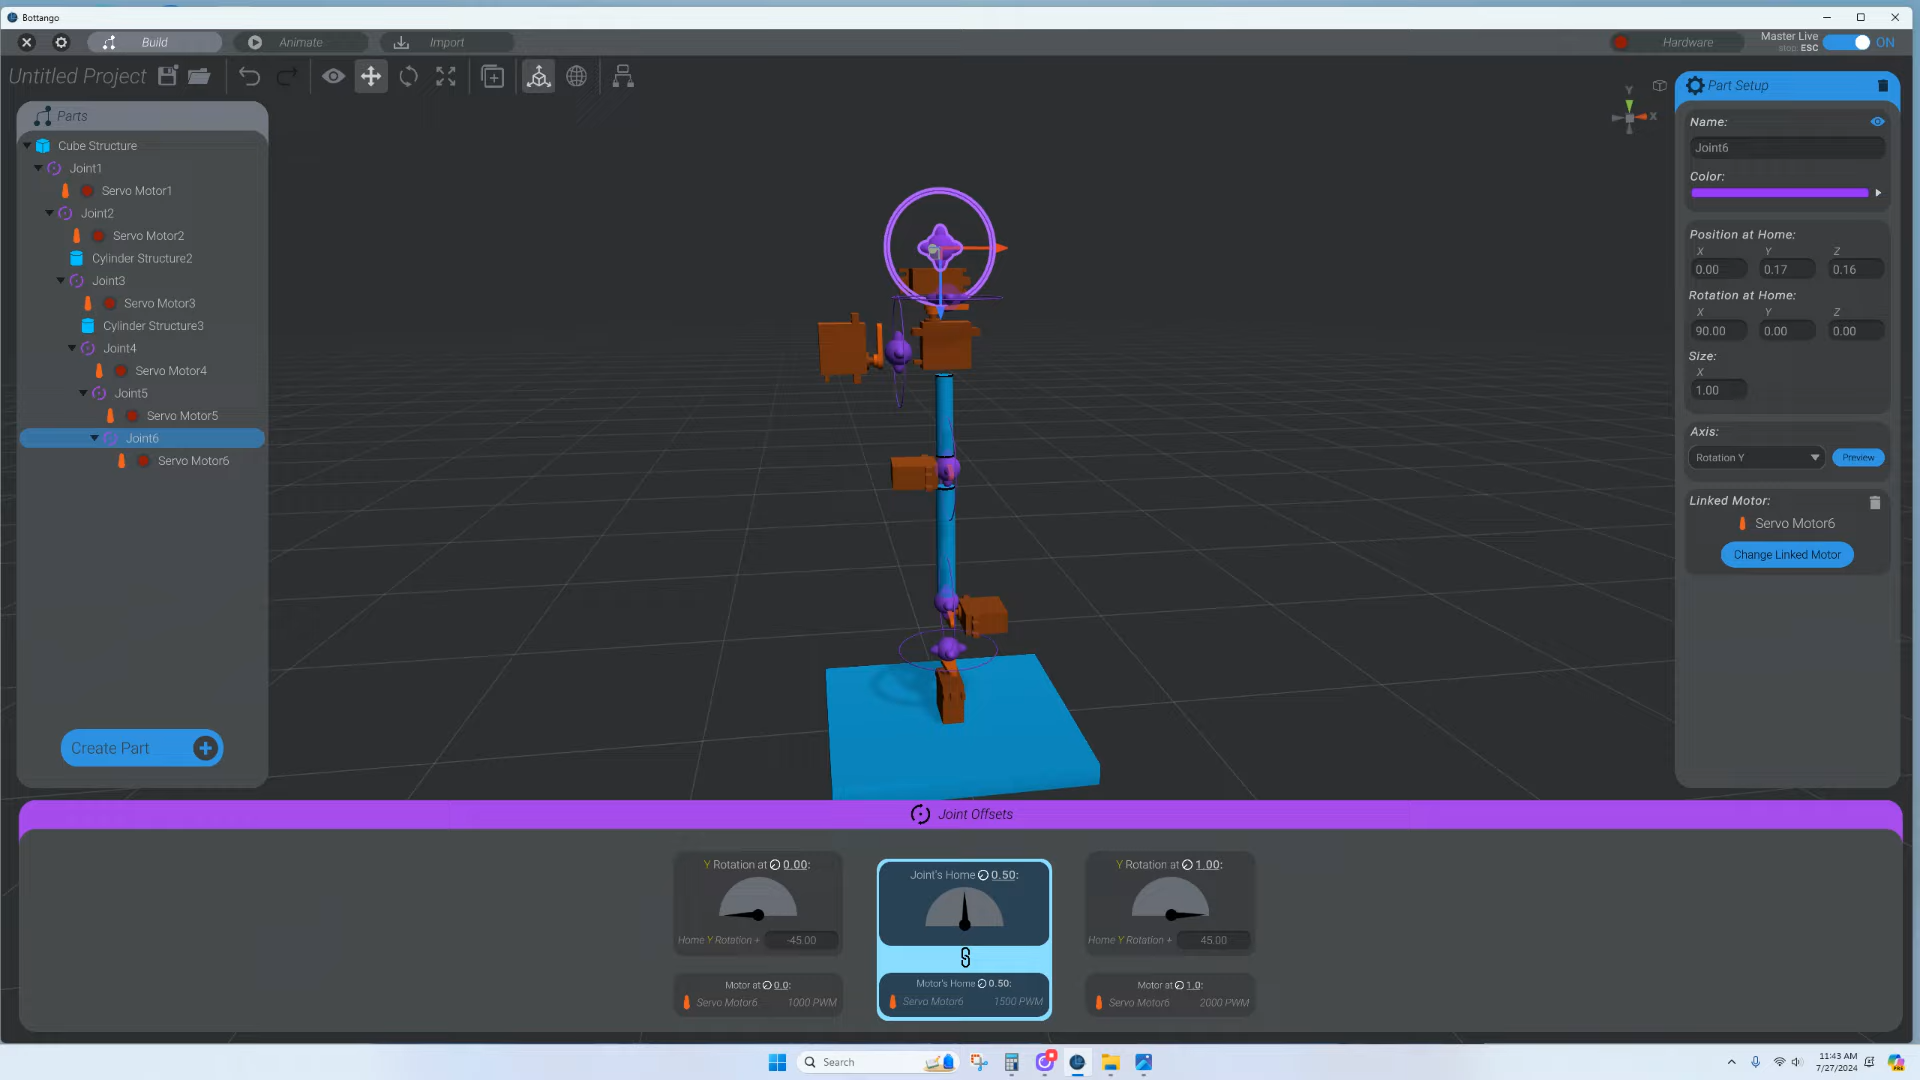 Bottango
Build
Animate
Import
Hardware
Master Live
stop: ESC
ON
Untitled Project
Parts
Cube Structure
Joint1
Servo Motor1
Joint2
Servo Motor2
Cylinder Structure2
Joint3
Servo Motor3
Cylinder Structure3
Joint4
Servo Motor4
Joint5
Servo Motor5
Joint6
Servo Motor6
Create Part
Y
X
Part Setup
Name:
Joint6
Color:
Position at Home:
X Y Z
0.00 0.17 0.16
Rotation at Home:
X Y Z
90.00 0.00 0.00
Size:
X
1.00
Axis:
Rotation Y
Preview
Linked Motor:
Servo Motor6
Change Linked Motor
Joint Offsets
Y Rotation at 0.00:
Home Y Rotation + -45.00
Motor at 0.0:
Servo Motor6 1000 PWM
Joint's Home 0.50:
Motor's Home 0.50:
Servo Motor6 1500 PWM
Y Rotation at 1.00:
Home Y Rotation + 45.00
Motor at 1.0:
Servo Motor6 2000 PWM
Search
11:43 AM
7/27/2024